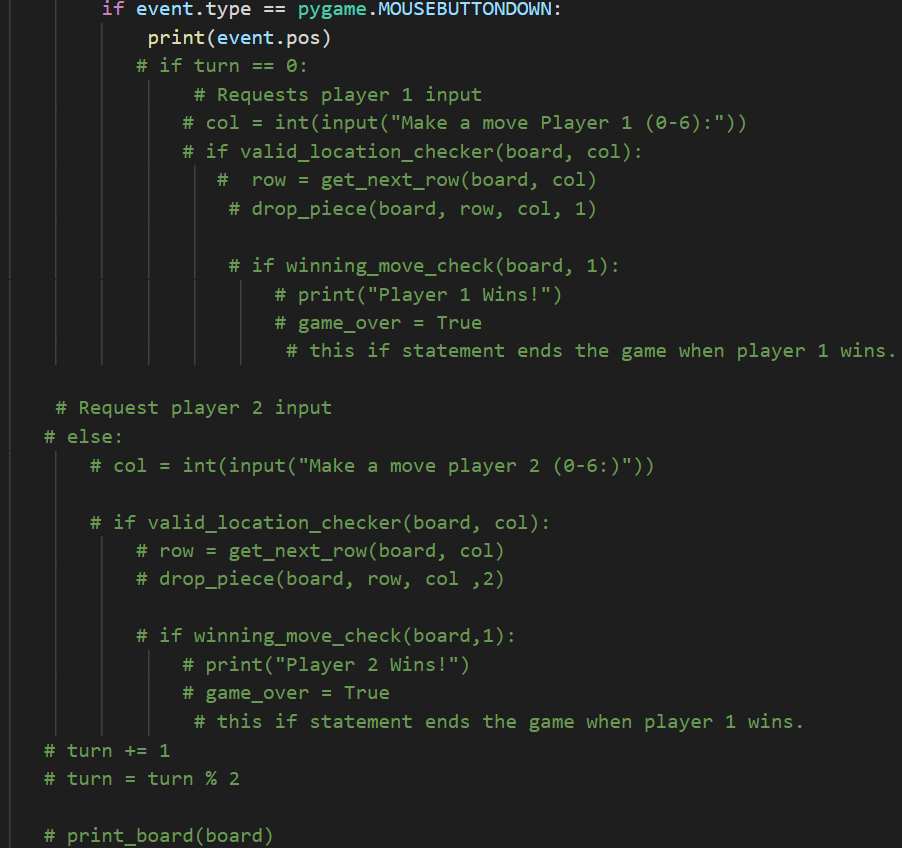 if event.type == pygame.MOUSEBUTTONDOWN:
print(event.pos)
# if turn == 0:
# Requests player 1 input
# col = int(input("Make a move Player 1 (0-6):"))
# if valid_location_checker(board, col):
#  row = get_next_row(board, col)
# drop_piece(board, row, col, 1)
# if winning_move_check(board, 1):
# print("Player 1 Wins!")
# game_over = True
# this if statement ends the game when player 1 wins.
# Request player 2 input
# else:
# col = int(input("Make a move player 2 (0-6:)"))
# if valid_location_checker(board, col):
# row = get_next_row(board, col)
# drop_piece(board, row, col ,2)
# if winning_move_check(board,1):
# print("Player 2 Wins!")
# game_over = True
# this if statement ends the game when player 1 wins.
# turn += 1
# turn = turn % 2
# print_board(board)